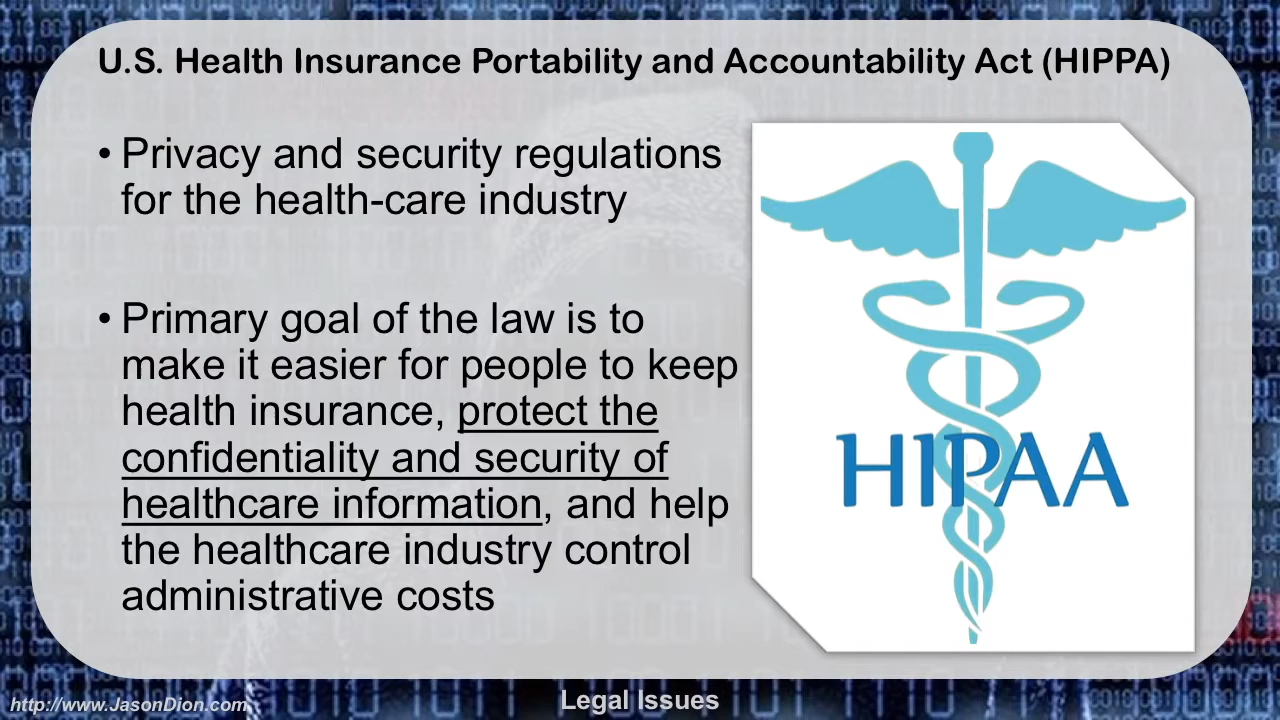 U.S. Health Insurance Portability and Accountability Act (HIPPA)
• Privacy and security regulations
for the health-care industry
• Primary goal of the law is to
make it easier for people to keep
health insurance, protect the
confidentiality and security of
healthcare information, and help
the healthcare industry control
administrative costs
HIPAA
http://www.JasonDion.com
Legal Issues